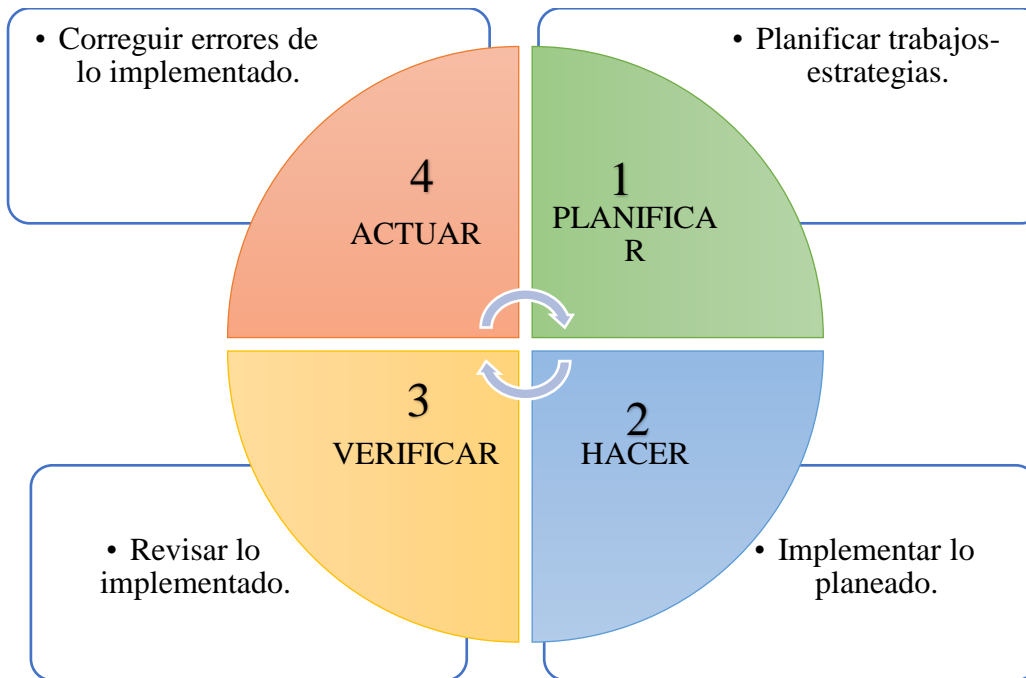 • Correguir errores de
lo implementado.
• Planificar trabajos-
estrategias.
4
ACTUAR
1
PLANIFICA
R
3
VERIFICAR
2
HACER
• Revisar lo
implementado.
• Implementar lo
planeado.